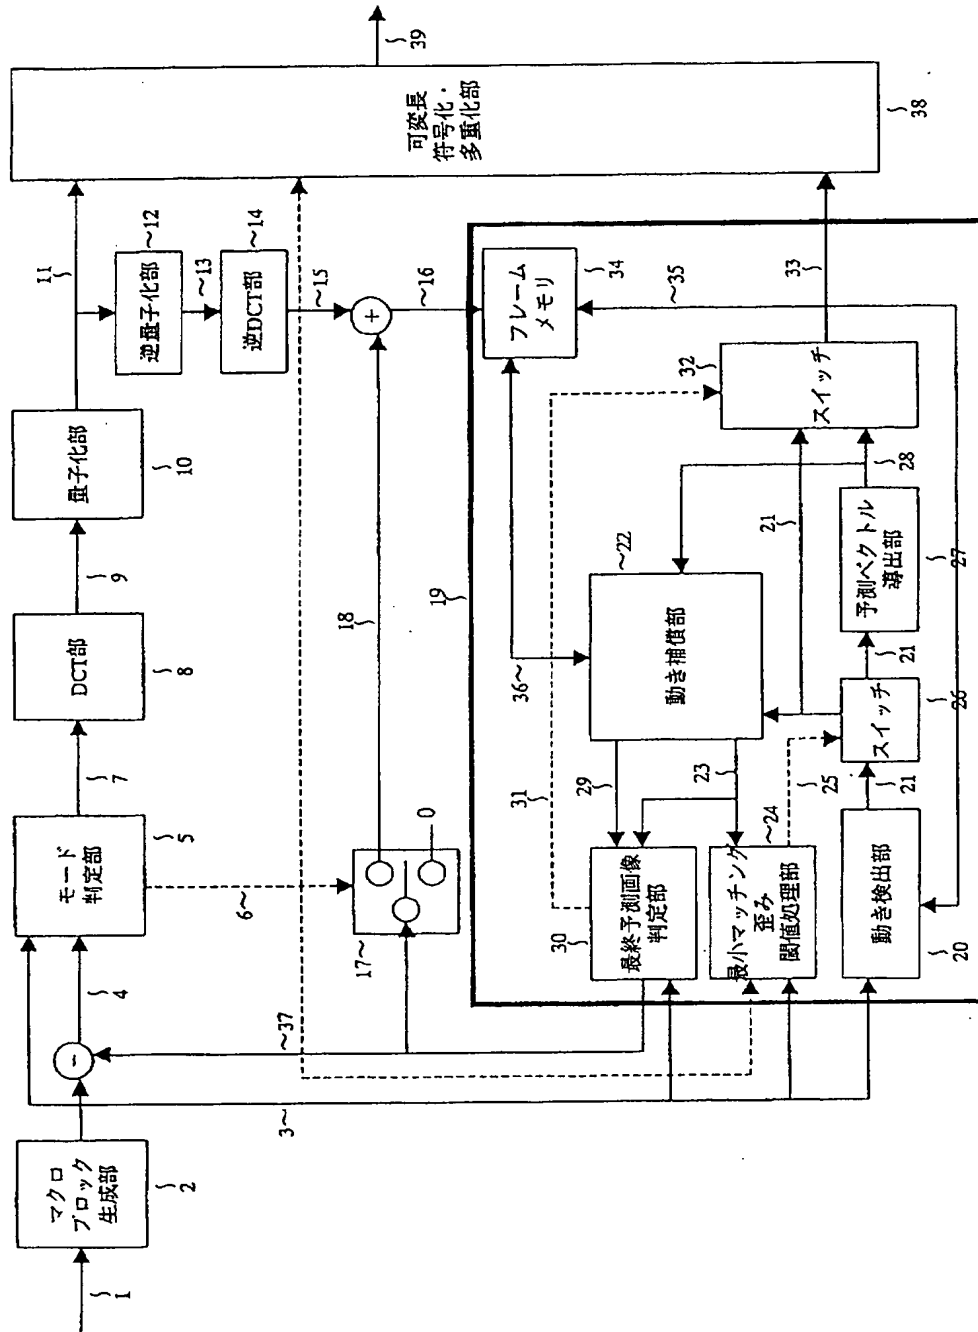 1
マクロ
ブロック
生成部
2
3
4
モード
判定部
5
6
7
DCT部
8
9
量子化部
10
11
逆量子化部
12
13
逆DCT部
14
15
+
16
17
0
18
-
37
19
最終予測画像
判定部
30
最小マッチング
歪み
閾値処理部
24
動き検出部
20
29
23
31
25
21
動き補償部
22
36
スイッチ
26
21
21
予測ベクトル
導出部
27
28
フレーム
メモリ
34
35
スイッチ
32
33
可変長
符号化・
多重化部
38
39